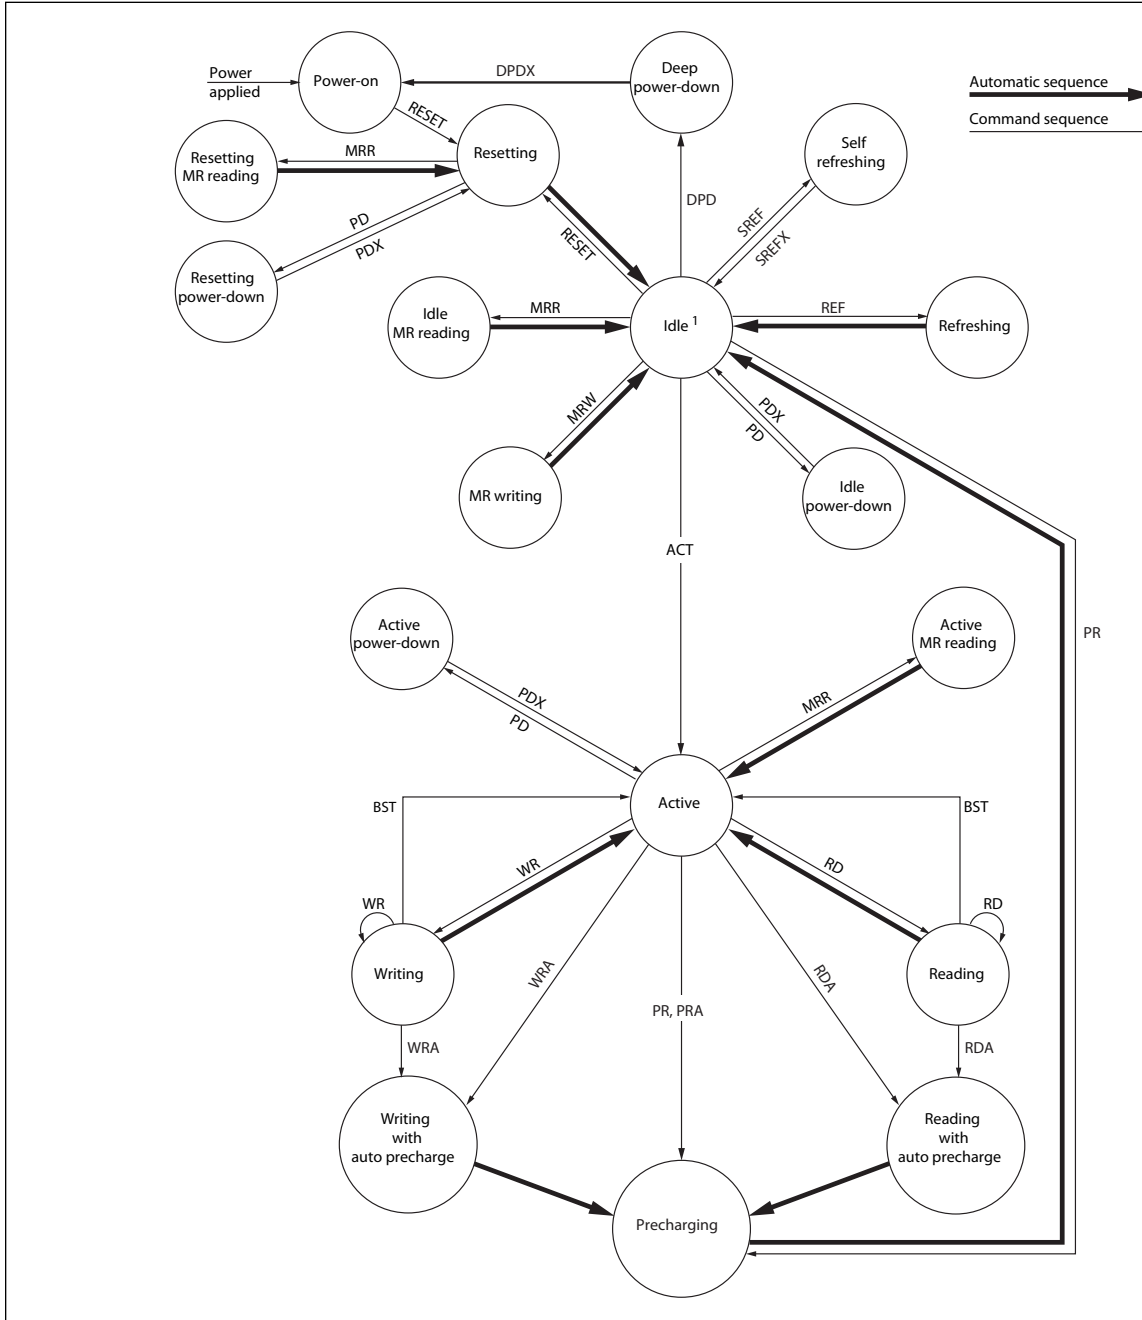 Power
applied
Power-on
DPDX
Deep
power-down
Automatic sequence
Command sequence
RESET
Resetting
MR reading
MRR
Resetting
Self
refreshing
PD
PDX
Resetting
power-down
RESET
DPD
SREF
SREFX
Idle
MR reading
MRR
Idle 1
REF
Refreshing
MRW
MR writing
PDX
PD
Idle
power-down
ACT
PR
Active
power-down
PDX
PD
Active
MR reading
MRR
Active
BST
BST
WR
RD
WR
RD
Writing
Reading
WRA
RDA
PR, PRA
WRA
RDA
Writing
with
auto precharge
Reading
with
auto precharge
Precharging